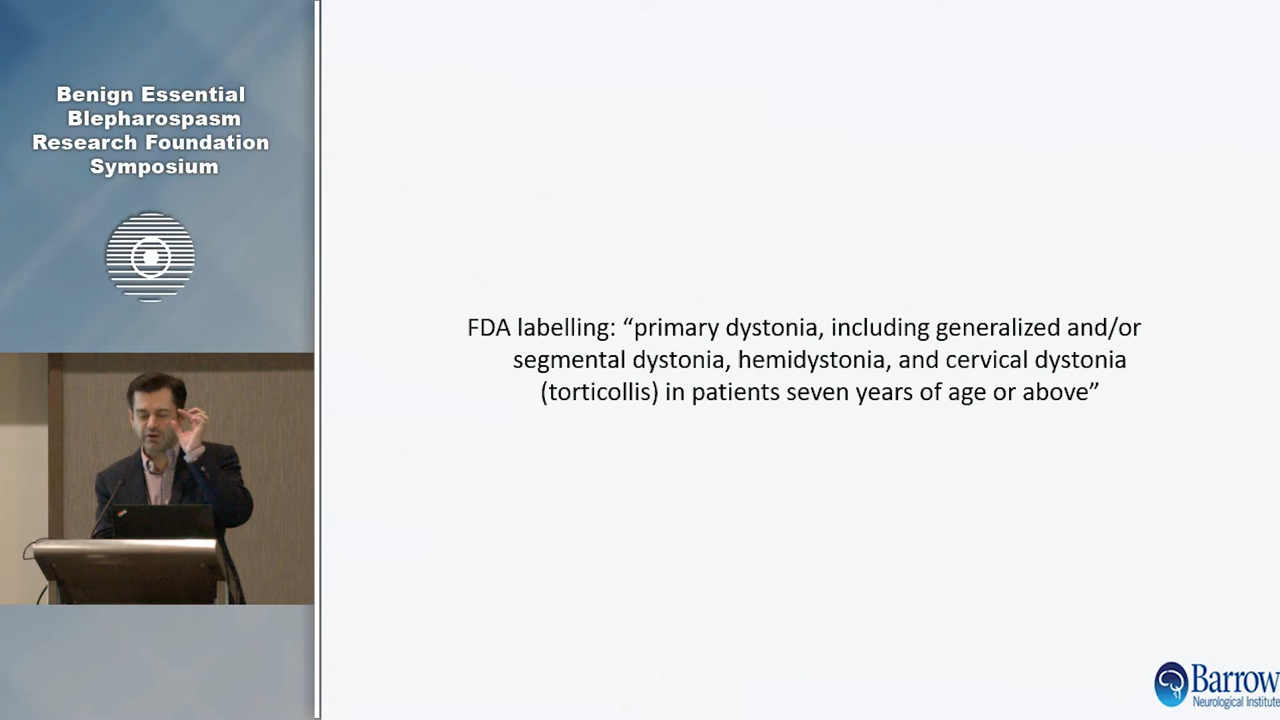 Benign Essential
Blepharospasm
Research Foundation
Symposium
FDA labelling: “primary dystonia, including generalized and/or
segmental dystonia, hemidystonia, and cervical dystonia
(torticollis) in patients seven years of age or above”
Barrow
Neurological Institute